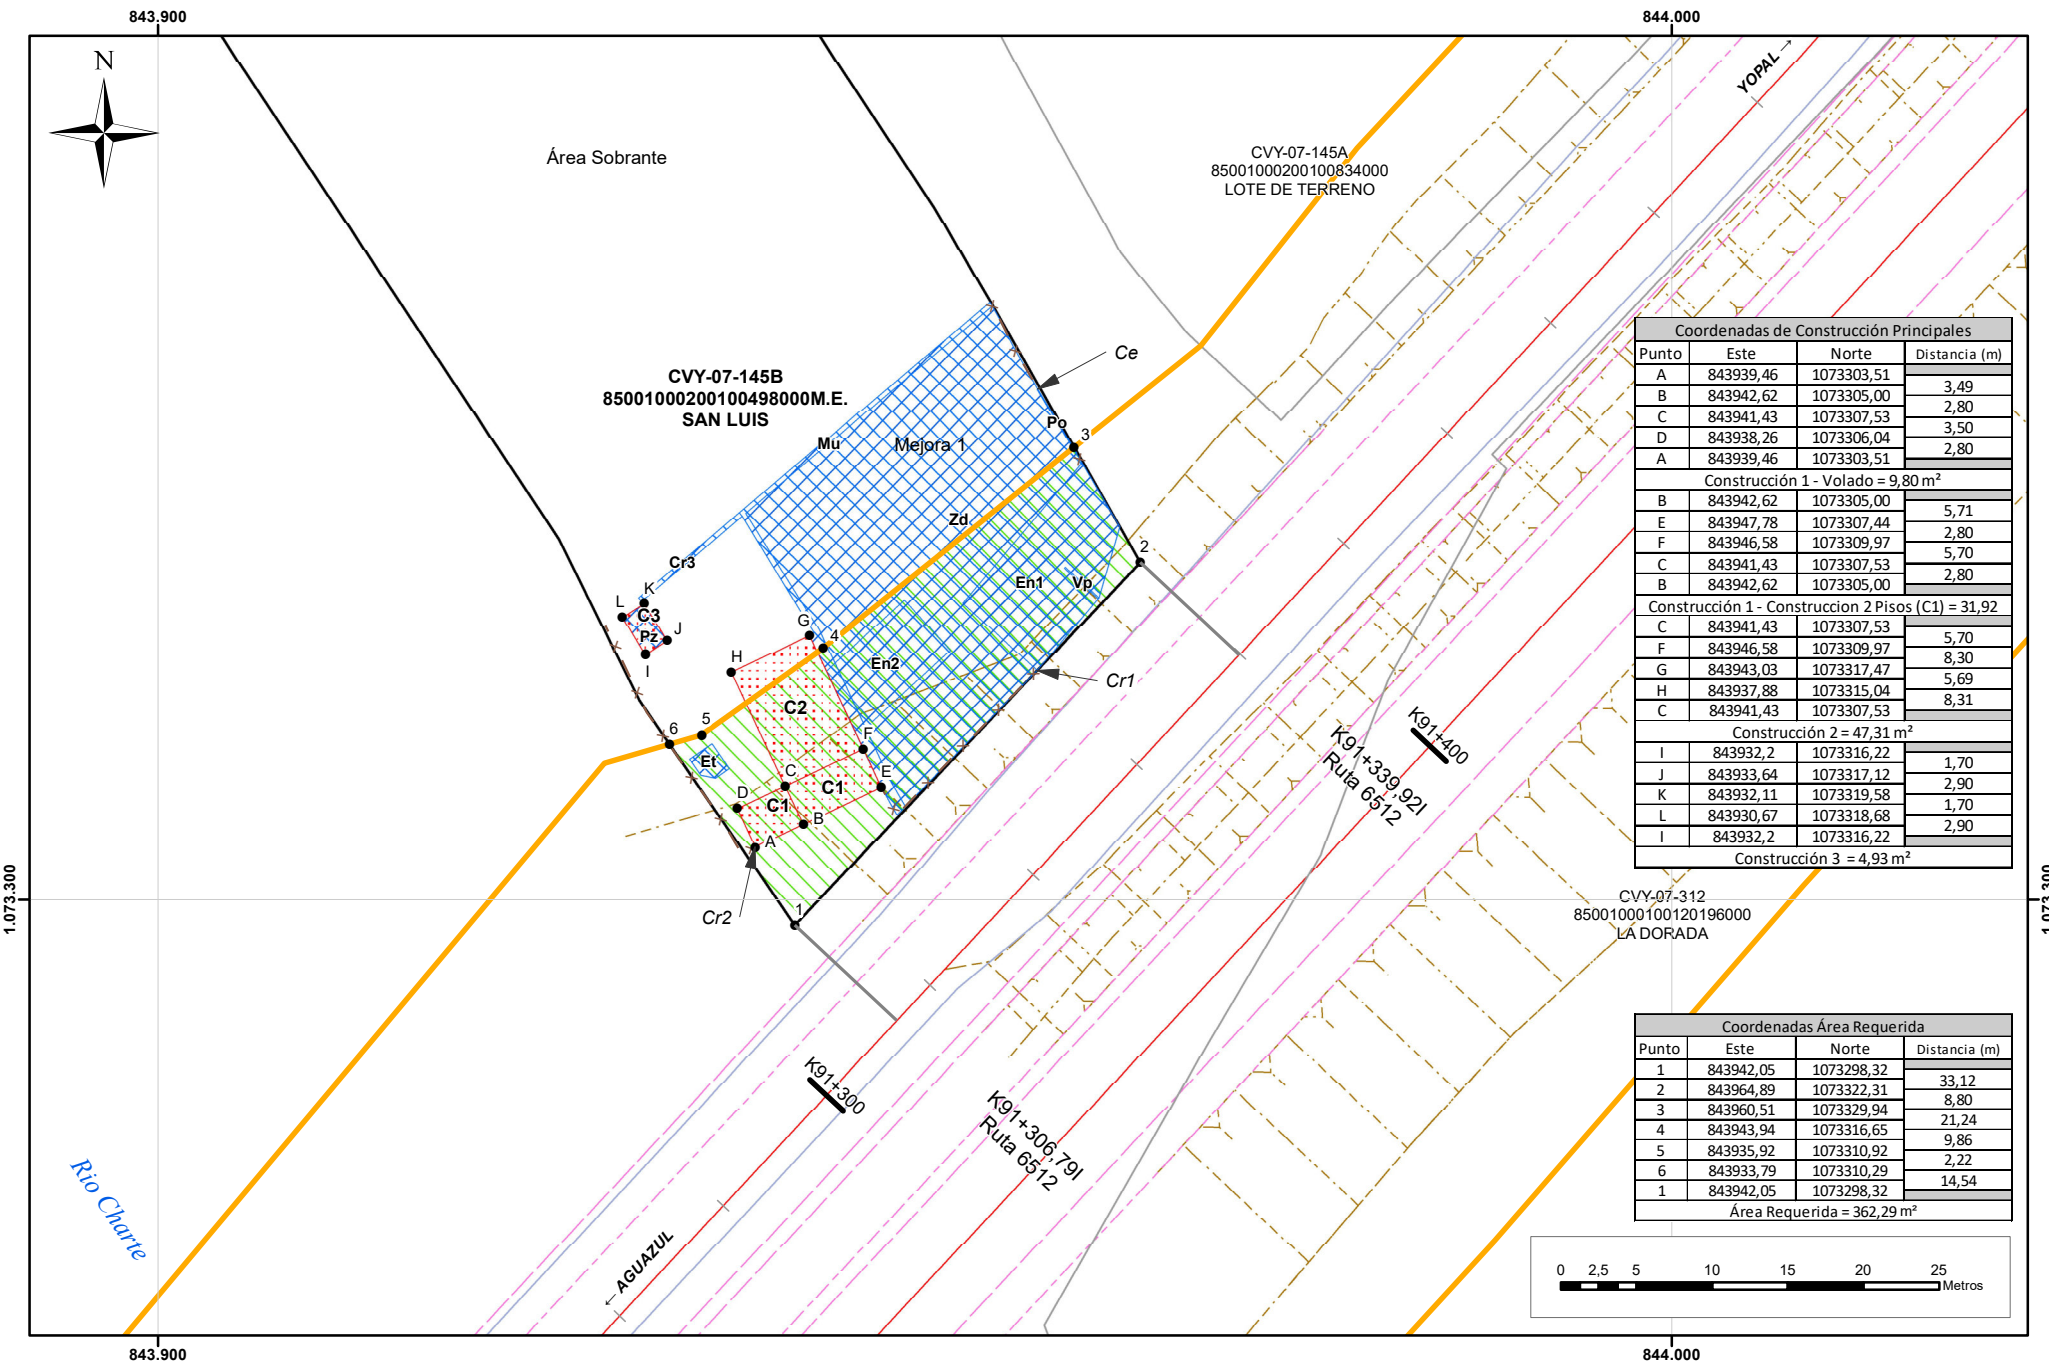 843.900
844.000
N
YOPAL →
Área Sobrante
CVY-07-145A
85001000200100834000
LOTE DE TERRENO
CVY-07-145B
85001000200100498000M.E.
SAN LUIS
Ce
Po
3
Mu
Mejora 1
Zd
2
Cr3
En1
Vp
K
L
C3
Pz
J
I
G
4
H
En2
Cr1
C2
5
6
F
Et
C
E
D
C1
C1
B
A
Cr2
1
1.073.300
1.073.300
K91+400
K91+339,92I
Ruta 6512
K91+300
K91+306,79I
Ruta 6512
← AGUAZUL
Rio Charte
CVY-07-312
85001000100120196000
LA DORADA
Coordenadas de Construcción Principales
Punto Este Norte Distancia (m)
A 843939,46 1073303,51
3,49
B 843942,62 1073305,00
2,80
C 843941,43 1073307,53
3,50
D 843938,26 1073306,04
2,80
A 843939,46 1073303,51
Construcción 1 - Volado = 9,80 m²
B 843942,62 1073305,00
5,71
E 843947,78 1073307,44
2,80
F 843946,58 1073309,97
5,70
C 843941,43 1073307,53
2,80
B 843942,62 1073305,00
Construcción 1 - Construccion 2 Pisos (C1) = 31,92
C 843941,43 1073307,53
5,70
F 843946,58 1073309,97
8,30
G 843943,03 1073317,47
5,69
H 843937,88 1073315,04
8,31
C 843941,43 1073307,53
Construcción 2 = 47,31 m²
I 843932,2 1073316,22
1,70
J 843933,64 1073317,12
2,90
K 843932,11 1073319,58
1,70
L 843930,67 1073318,68
2,90
I 843932,2 1073316,22
Construcción 3 = 4,93 m²
Coordenadas Área Requerida
Punto Este Norte Distancia (m)
1 843942,05 1073298,32
33,12
2 843964,89 1073322,31
8,80
3 843960,51 1073329,94
21,24
4 843943,94 1073316,65
9,86
5 843935,92 1073310,92
2,22
6 843933,79 1073310,29
14,54
1 843942,05 1073298,32
Área Requerida = 362,29 m²
0 2,5 5 10 15 20 25
Metros
843.900
844.000